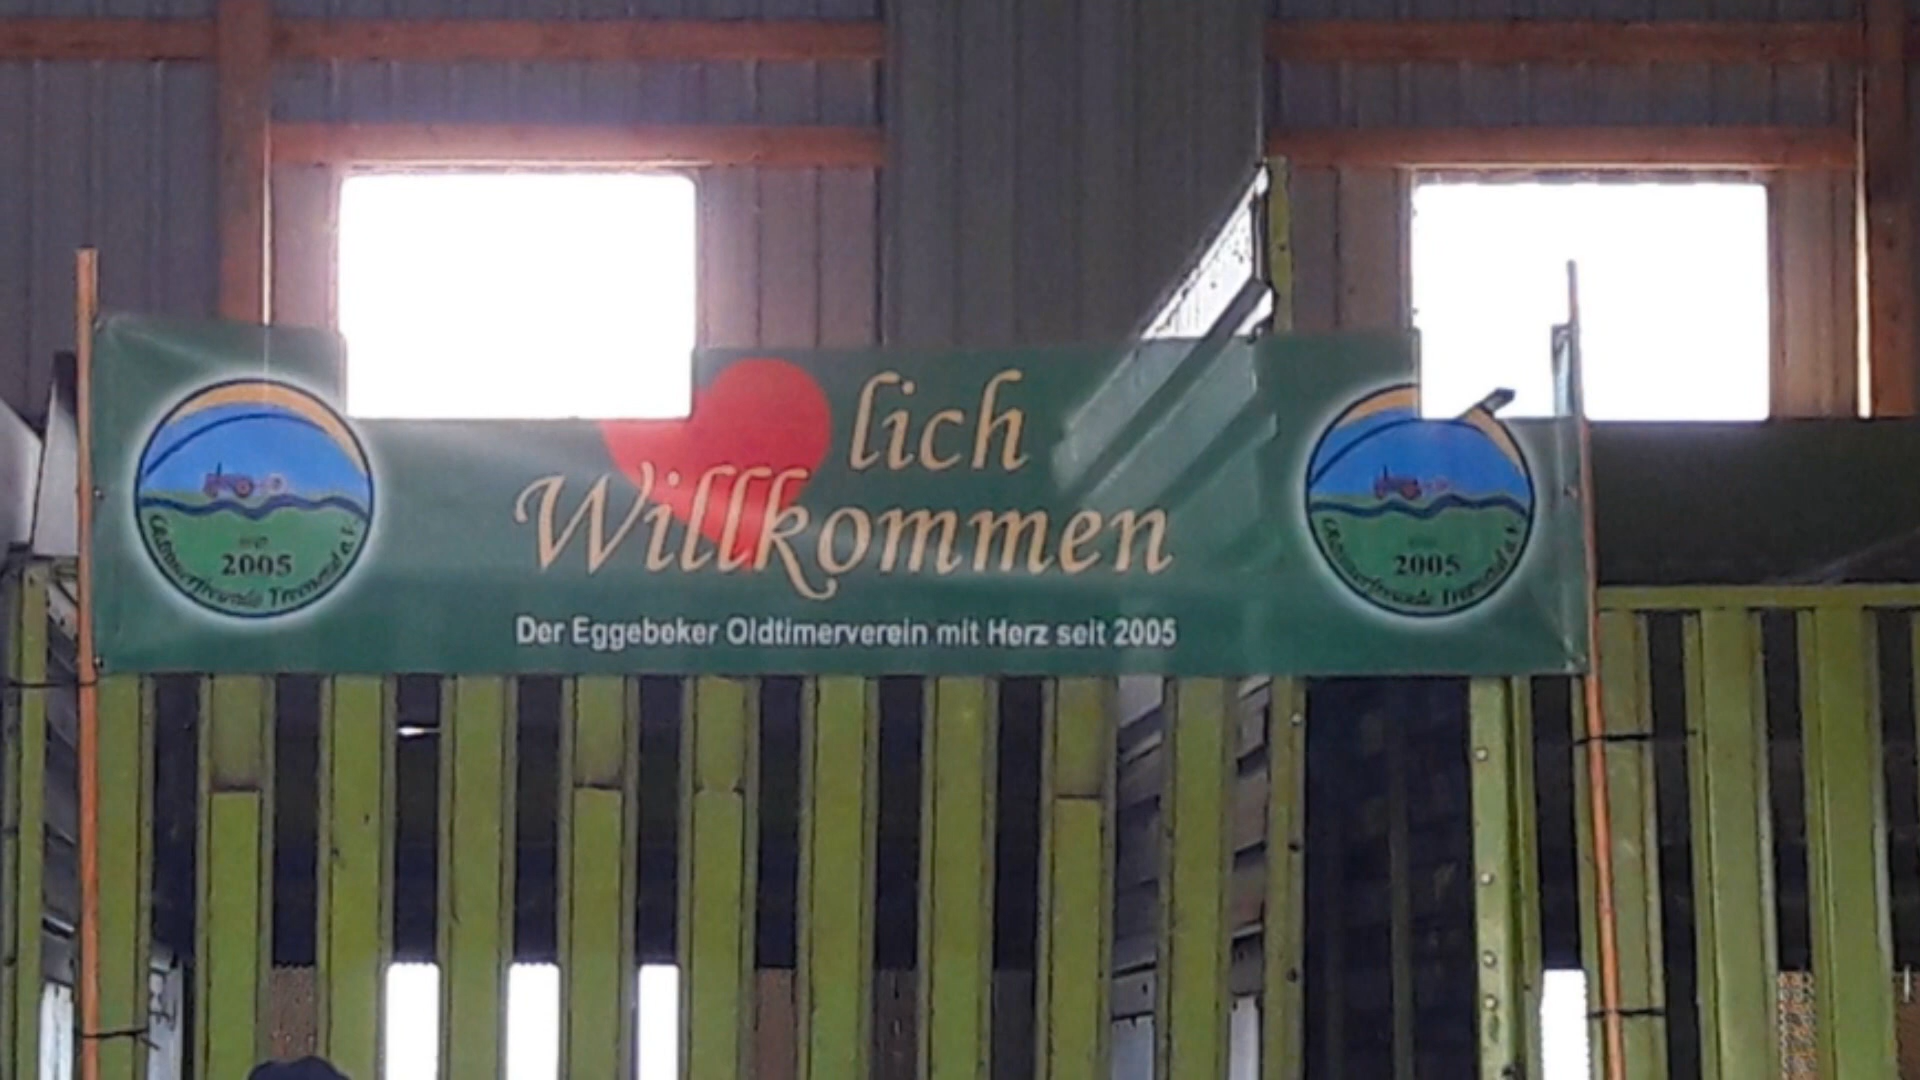 lich
Willkommen
Der Eggebeker Oldtimerverein mit Herz seit 2005
2005
2005